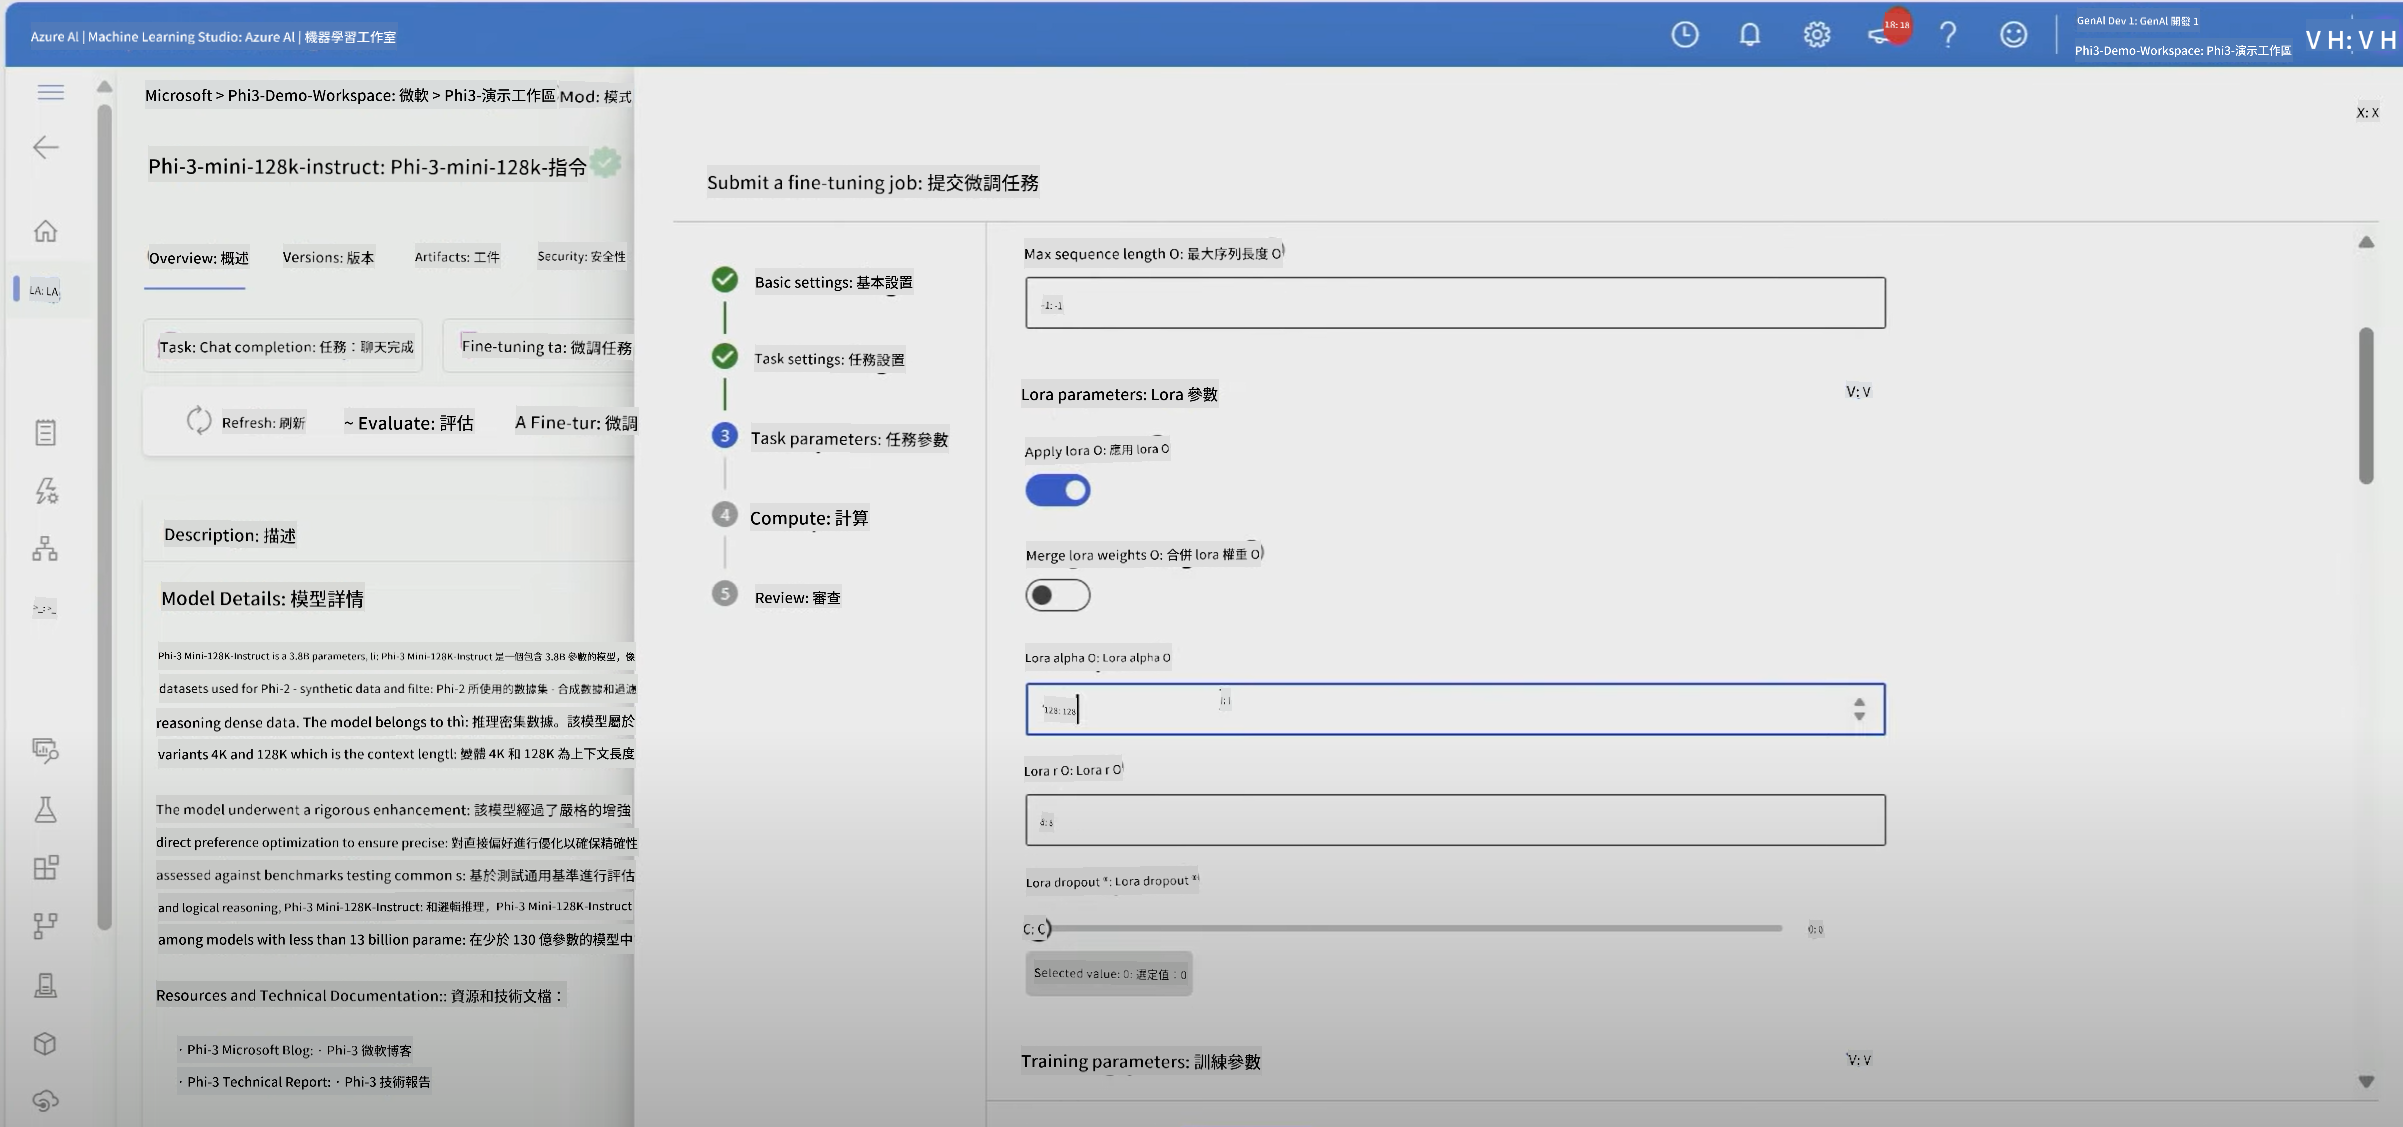 Azure Al | Machine Learning Studio: Azure Al | 機器學習工作室
18:18
GenAl Dev 1: GenAl 開發 1
Phi3-Demo-Workspace: Phi3-演示工作區
V H: V H
Microsoft > Phi3-Demo-Workspace: 微軟 > Phi3-演示工作區
Mod: 模式
X: X
Phi-3-mini-128k-instruct: Phi-3-mini-128k-指令
Overview: 概述
Versions: 版本
Artifacts: 工件
Security: 安全性
LA: LA
Task: Chat completion: 任務：聊天完成
Fine-tuning ta: 微調任務
Refresh: 刷新
~ Evaluate: 評估
A Fine-tur: 微調
Description: 描述
Model Details: 模型詳情
Phi-3 Mini-128K-Instruct is a 3.8B parameters, li: Phi-3 Mini-128K-Instruct 是一個包含 3.8B 參數的模型，像
datasets used for Phi-2 - synthetic data and filte: Phi-2 所使用的數據集 - 合成數據和過濾
reasoning dense data. The model belongs to thi: 推理密集數據。該模型屬於
variants 4K and 128K which is the context lengtl: 變體 4K 和 128K 為上下文長度
The model underwent a rigorous enhancement: 該模型經過了嚴格的增強
direct preference optimization to ensure precise: 對直接偏好進行優化以確保精確性
assessed against benchmarks testing common s: 基於測試通用基準進行評估
and logical reasoning, Phi-3 Mini-128K-Instruct: 和邏輯推理，Phi-3 Mini-128K-Instruct
among models with less than 13 billion parame: 在少於 130 億參數的模型中
Resources and Technical Documentation:: 資源和技術文檔：
· Phi-3 Microsoft Blog: · Phi-3 微軟博客
· Phi-3 Technical Report: · Phi-3 技術報告
Submit a fine-tuning job: 提交微調任務
Basic settings: 基本設置
Task settings: 任務設置
3 Task parameters: 任務參數
4 Compute: 計算
5 Review: 審查
Max sequence length O: 最大序列長度 O
-1: -1
Lora parameters: Lora 參數
V: V
Apply lora O: 應用 lora O
Merge lora weights O: 合併 lora 權重 O
Lora alpha O: Lora alpha O
128: 128
Lora r O: Lora r O
Lora dropout ®: Lora dropout ®
C: C
0: 0
Selected value: 0: 選定值：0
Training parameters: 訓練參數
V: V